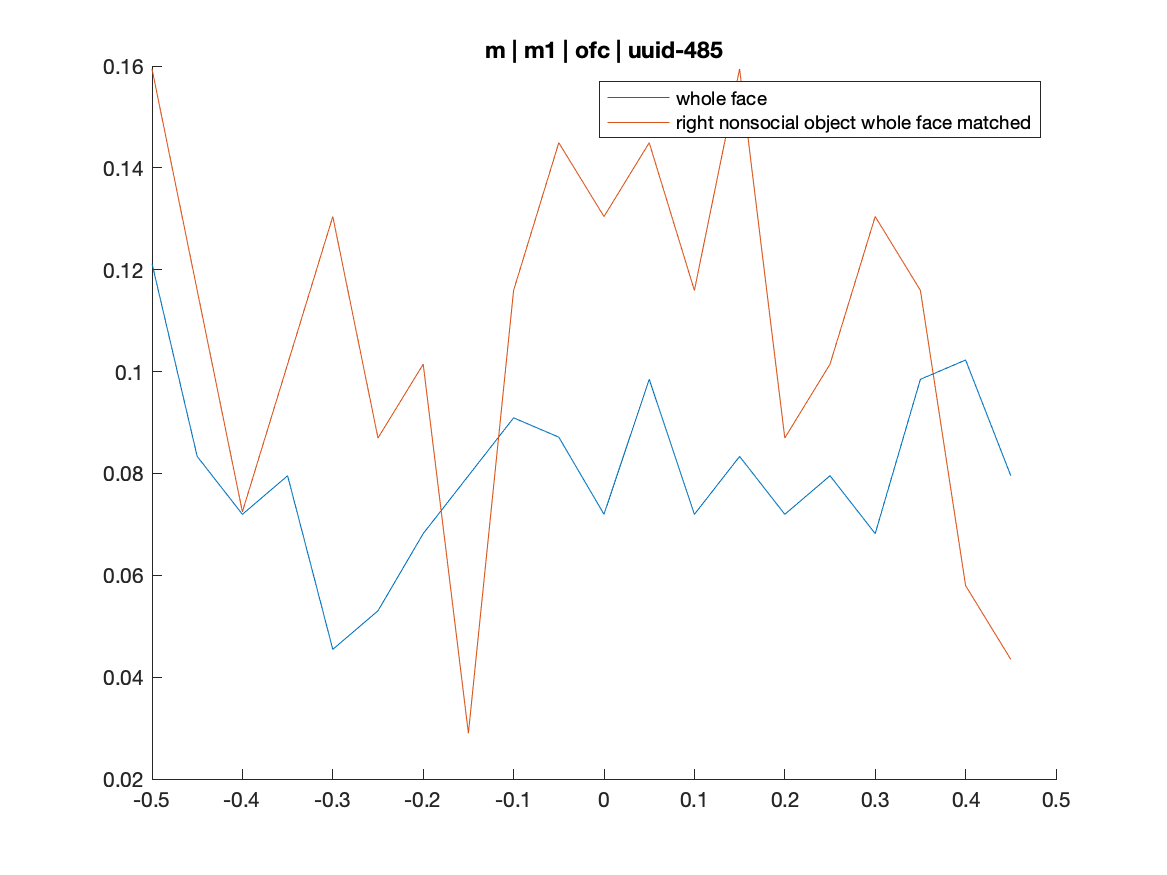 m | m1 | ofc | uuid-485
whole face
right nonsocial object whole face matched
0.16
0.14
0.12
0.1
0.08
0.06
0.04
0.02
-0.5 -0.4 -0.3 -0.2 -0.1 0 0.1 0.2 0.3 0.4 0.5